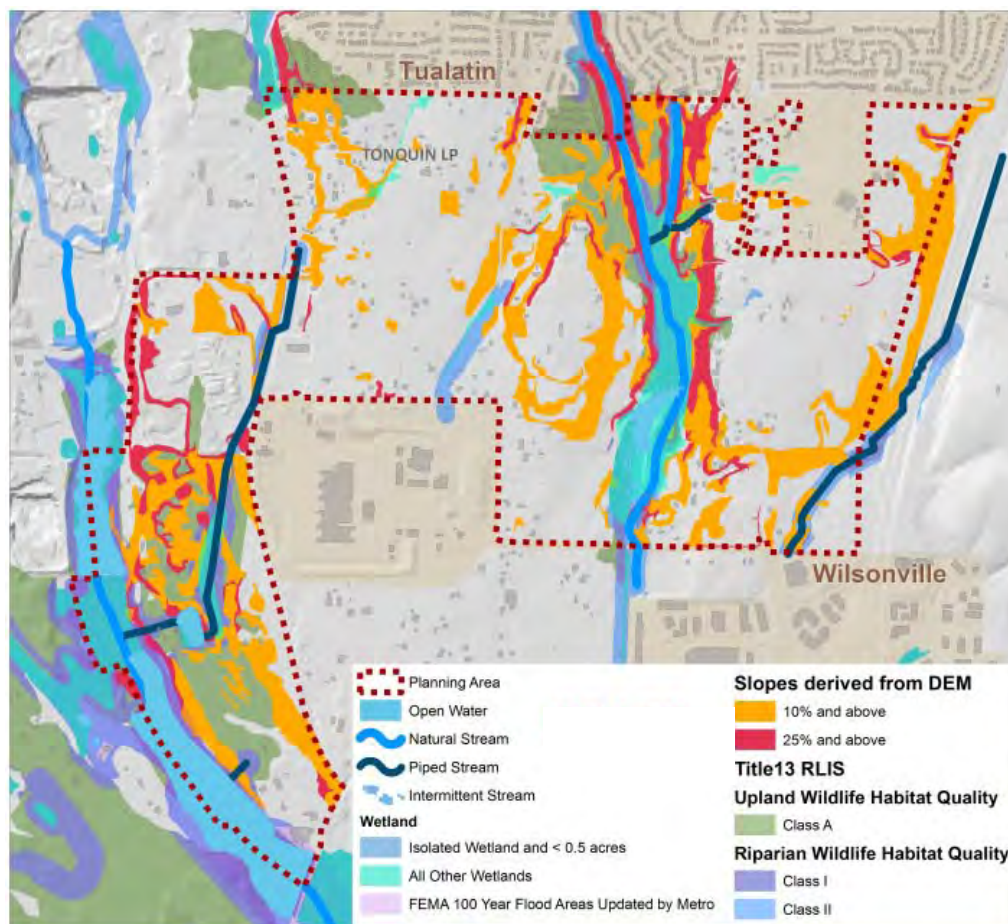 Tualatin
TONQUIN LP
Wilsonville
Planning Area
Open Water
Natural Stream
Piped Stream
Intermittent Stream
Wetland
Isolated Wetland and < 0.5 acres
All Other Wetlands
FEMA 100 Year Flood Areas Updated by Metro
Slopes derived from DEM
10% and above
25% and above
Title13 RLIS
Upland Wildlife Habitat Quality
Class A
Riparian Wildlife Habitat Quality
Class I
Class II